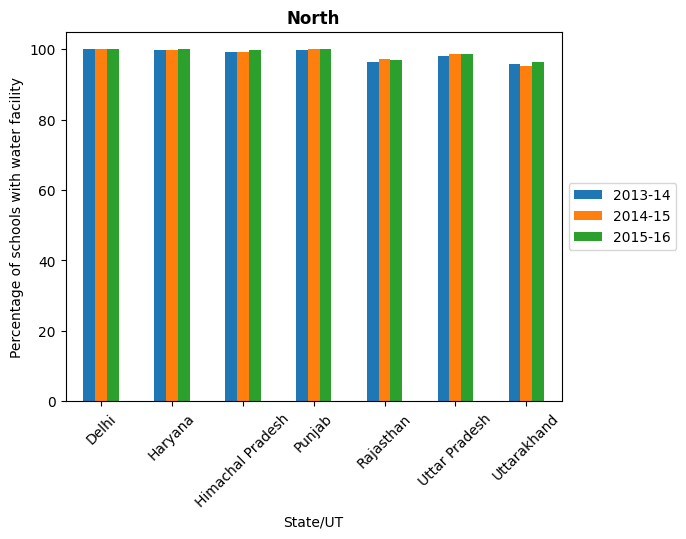 North
Percentage of schools with water facility
100
80
60
40
20
0
Delhi
Haryana
Himachal Pradesh
Punjab
Rajasthan
Uttar Pradesh
Uttarakhand
State/UT
2013-14
2014-15
2015-16